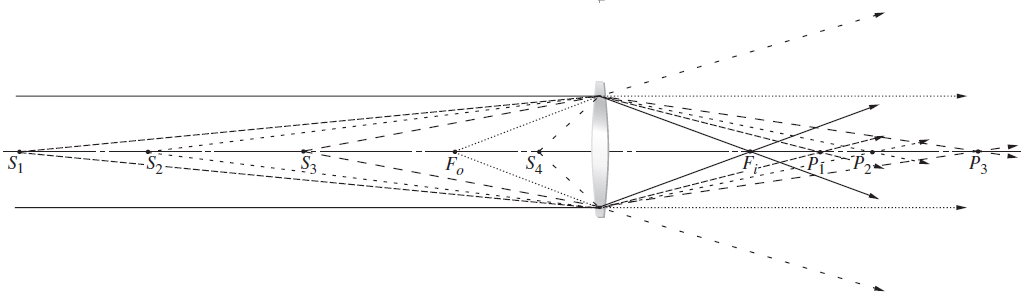 S1 S2 S3 Fo S4 Fi P1 P2 P3